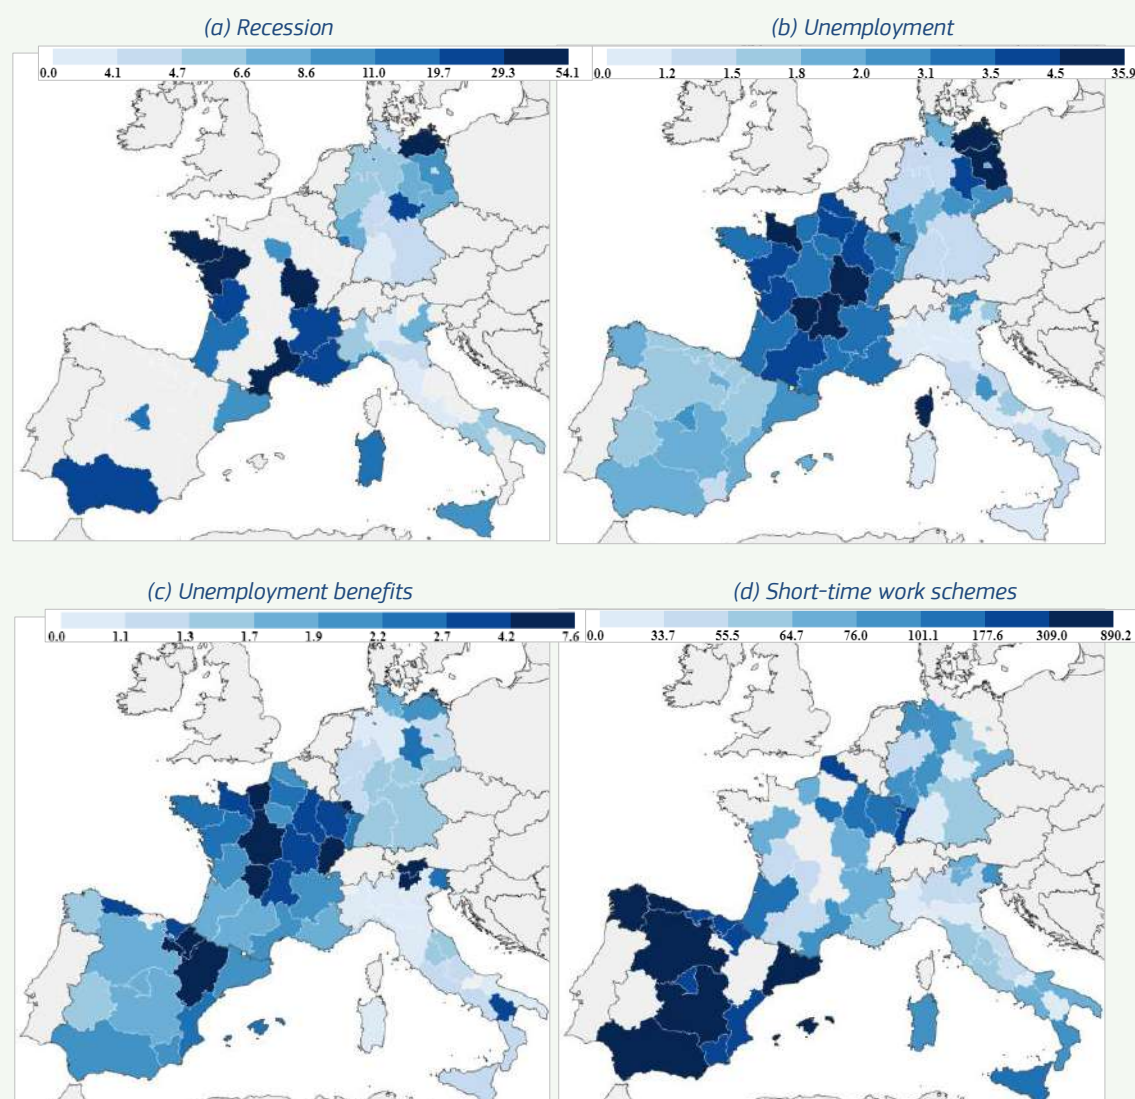 (a) Recession
(b) Unemployment
0.0 4.1 4.7 6.6 8.6 11.0 19.7 29.3 54.1
0.0 1.2 1.5 1.8 2.0 3.1 3.5 4.5 35.9
(c) Unemployment benefits
(d) Short-time work schemes
0.0 1.1 1.3 1.7 1.9 2.2 2.7 4.2 7.6
0.0 33.7 55.5 64.7 76.0 101.1 177.6 309.0 890.2